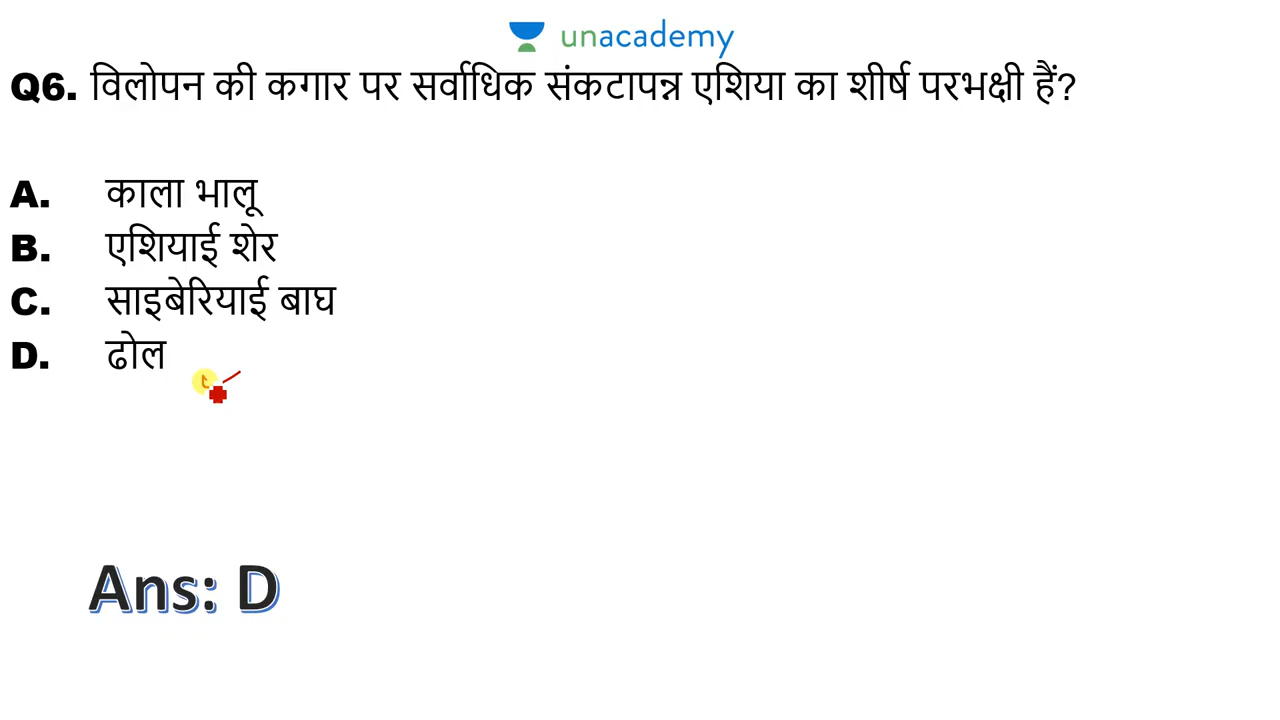 unacademy
Q6. विलोपन की कगार पर सर्वाधिक संकटापन्न एशिया का शीर्ष परभक्षी हैं?
A. काला भालू
B. एशियाई शेर
C. साइबेरियाई बाघ
D. ढोल
Ans: D